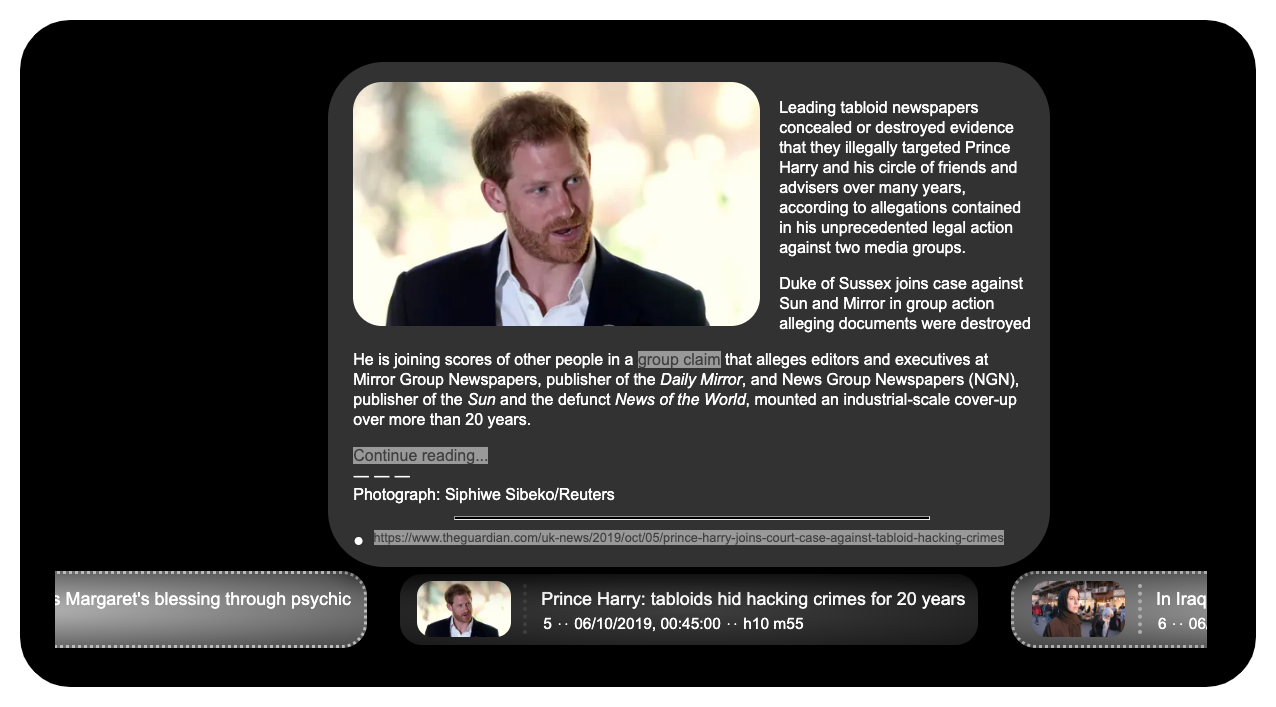 Leading tabloid newspapers
concealed or destroyed evidence
that they illegally targeted Prince
Harry and his circle of friends and
advisers over many years,
according to allegations contained
in his unprecedented legal action
against two media groups.
Duke of Sussex joins case against
Sun and Mirror in group action
alleging documents were destroyed
He is joining scores of other people in a group claim that alleges editors and executives at
Mirror Group Newspapers, publisher of the Daily Mirror, and News Group Newspapers (NGN),
publisher of the Sun and the defunct News of the World, mounted an industrial-scale cover-up
over more than 20 years.
Continue reading...
— — —
Photograph: Siphiwe Sibeko/Reuters
https://www.theguardian.com/uk-news/2019/oct/05/prince-harry-joins-court-case-against-tabloid-hacking-crimes
s Margaret's blessing through psychic
Prince Harry: tabloids hid hacking crimes for 20 years
5 ·· 06/10/2019, 00:45:00 ·· h10 m55
In Iraq
6 ·· 06/